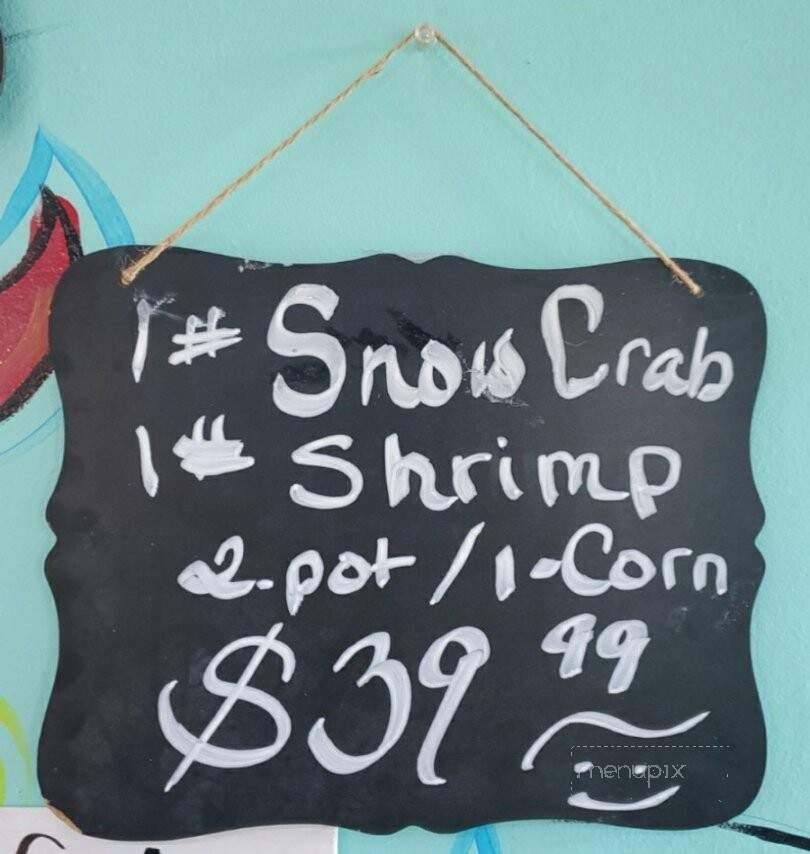 1# Snow Crab
1# Shrimp
2-pot / 1-Corn
$39 99
menupix